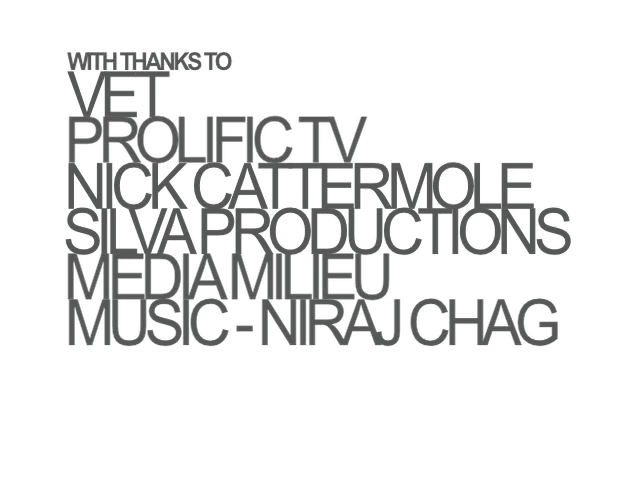 WITH THANKS TO
VET
PROLIFIC TV
NICK CATTERMOLE
SILVA PRODUCTIONS
MEDIA MILIEU
MUSIC - NIRAJ CHAG